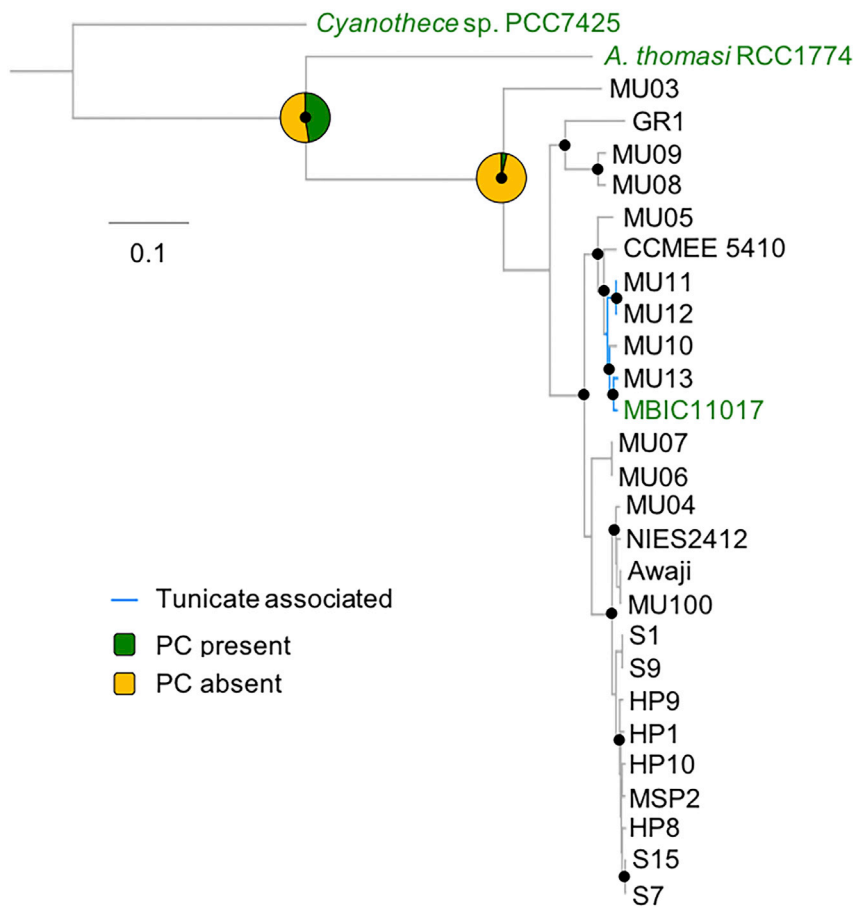 Cyanothece sp. PCC7425
A. thomasi RCC1774
MU03
GR1
MU09
MU08
MU05
CCMEE 5410
MU11
MU12
MU10
MU13
MBIC11017
MU07
MU06
MU04
NIES2412
Awaji
MU100
S1
S9
HP9
HP1
HP10
MSP2
HP8
S15
S7
0.1
Tunicate associated
PC present
PC absent